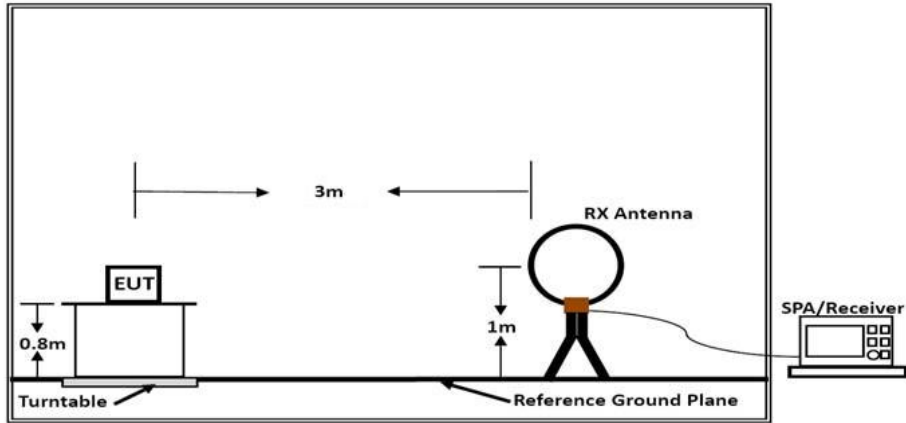 3m
RX Antenna
EUT
SPA/Receiver
0.8m
1m
Turntable
Reference Ground Plane